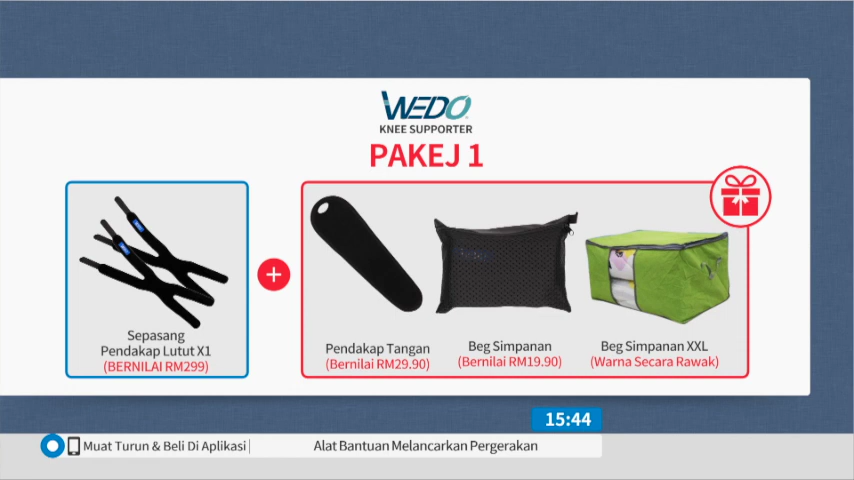 WEDO
KNEE SUPPORTER
PAKEJ 1
Sepasang
Pendakap Lutut X1
(BERNILAI RM299)
+
Pendakap Tangan
(Bernilai RM29.90)
Beg Simpanan
(Bernilai RM19.90)
Beg Simpanan XXL
(Warna Secara Rawak)
15:44
Muat Turun & Beli Di Aplikasi
Alat Bantuan Melancarkan Pergerakan